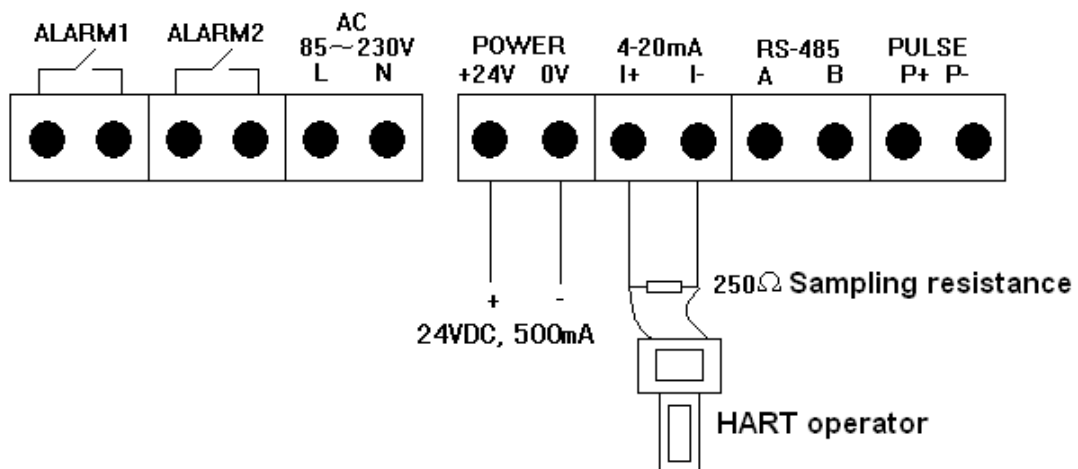 ALARM1 ALARM2 AC
85~230V
L N
POWER 4-20mA RS-485 PULSE
+24V 0V I+ I- A B P+ P-
+ -
24VDC, 500mA
250Ω Sampling resistance
HART operator